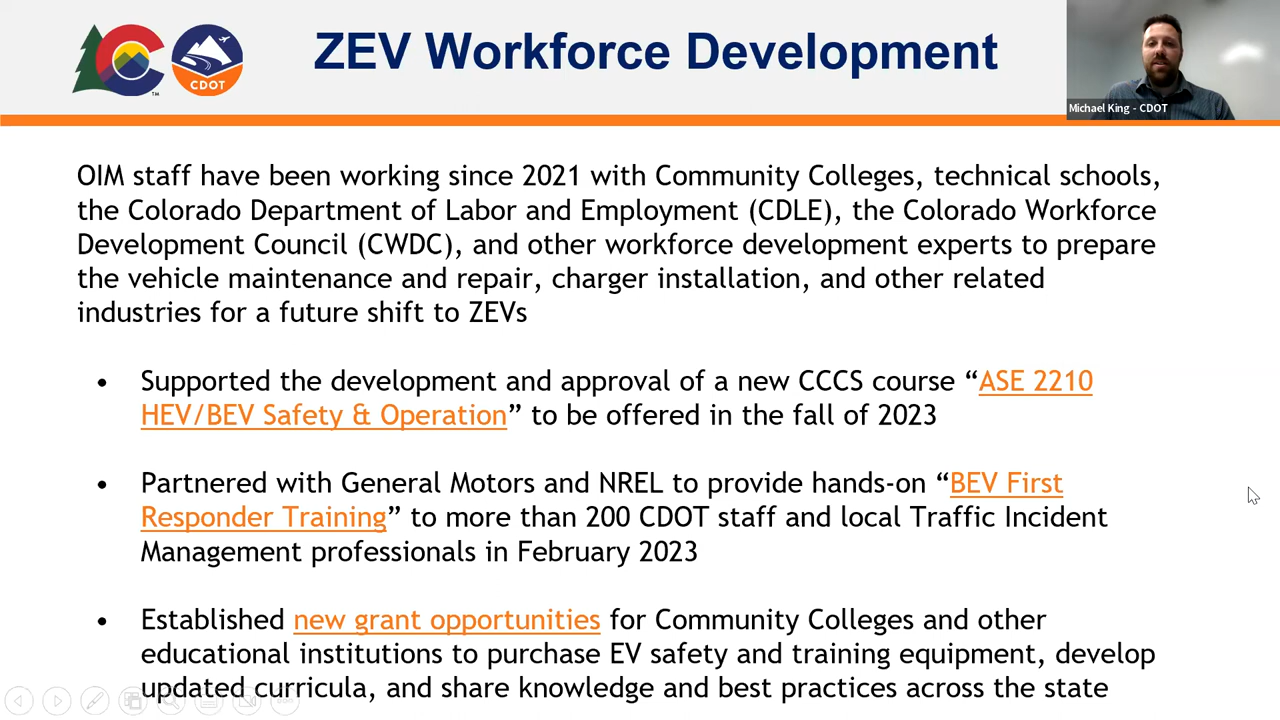 ZEV Workforce Development
CDOT
TM
Michael King - CDOT
OIM staff have been working since 2021 with Community Colleges, technical schools,
the Colorado Department of Labor and Employment (CDLE), the Colorado Workforce
Development Council (CWDC), and other workforce development experts to prepare
the vehicle maintenance and repair, charger installation, and other related
industries for a future shift to ZEVs
• Supported the development and approval of a new CCCS course “ASE 2210
HEV/BEV Safety & Operation” to be offered in the fall of 2023
• Partnered with General Motors and NREL to provide hands-on “BEV First
Responder Training” to more than 200 CDOT staff and local Traffic Incident
Management professionals in February 2023
• Established new grant opportunities for Community Colleges and other
educational institutions to purchase EV safety and training equipment, develop
updated curricula, and share knowledge and best practices across the state